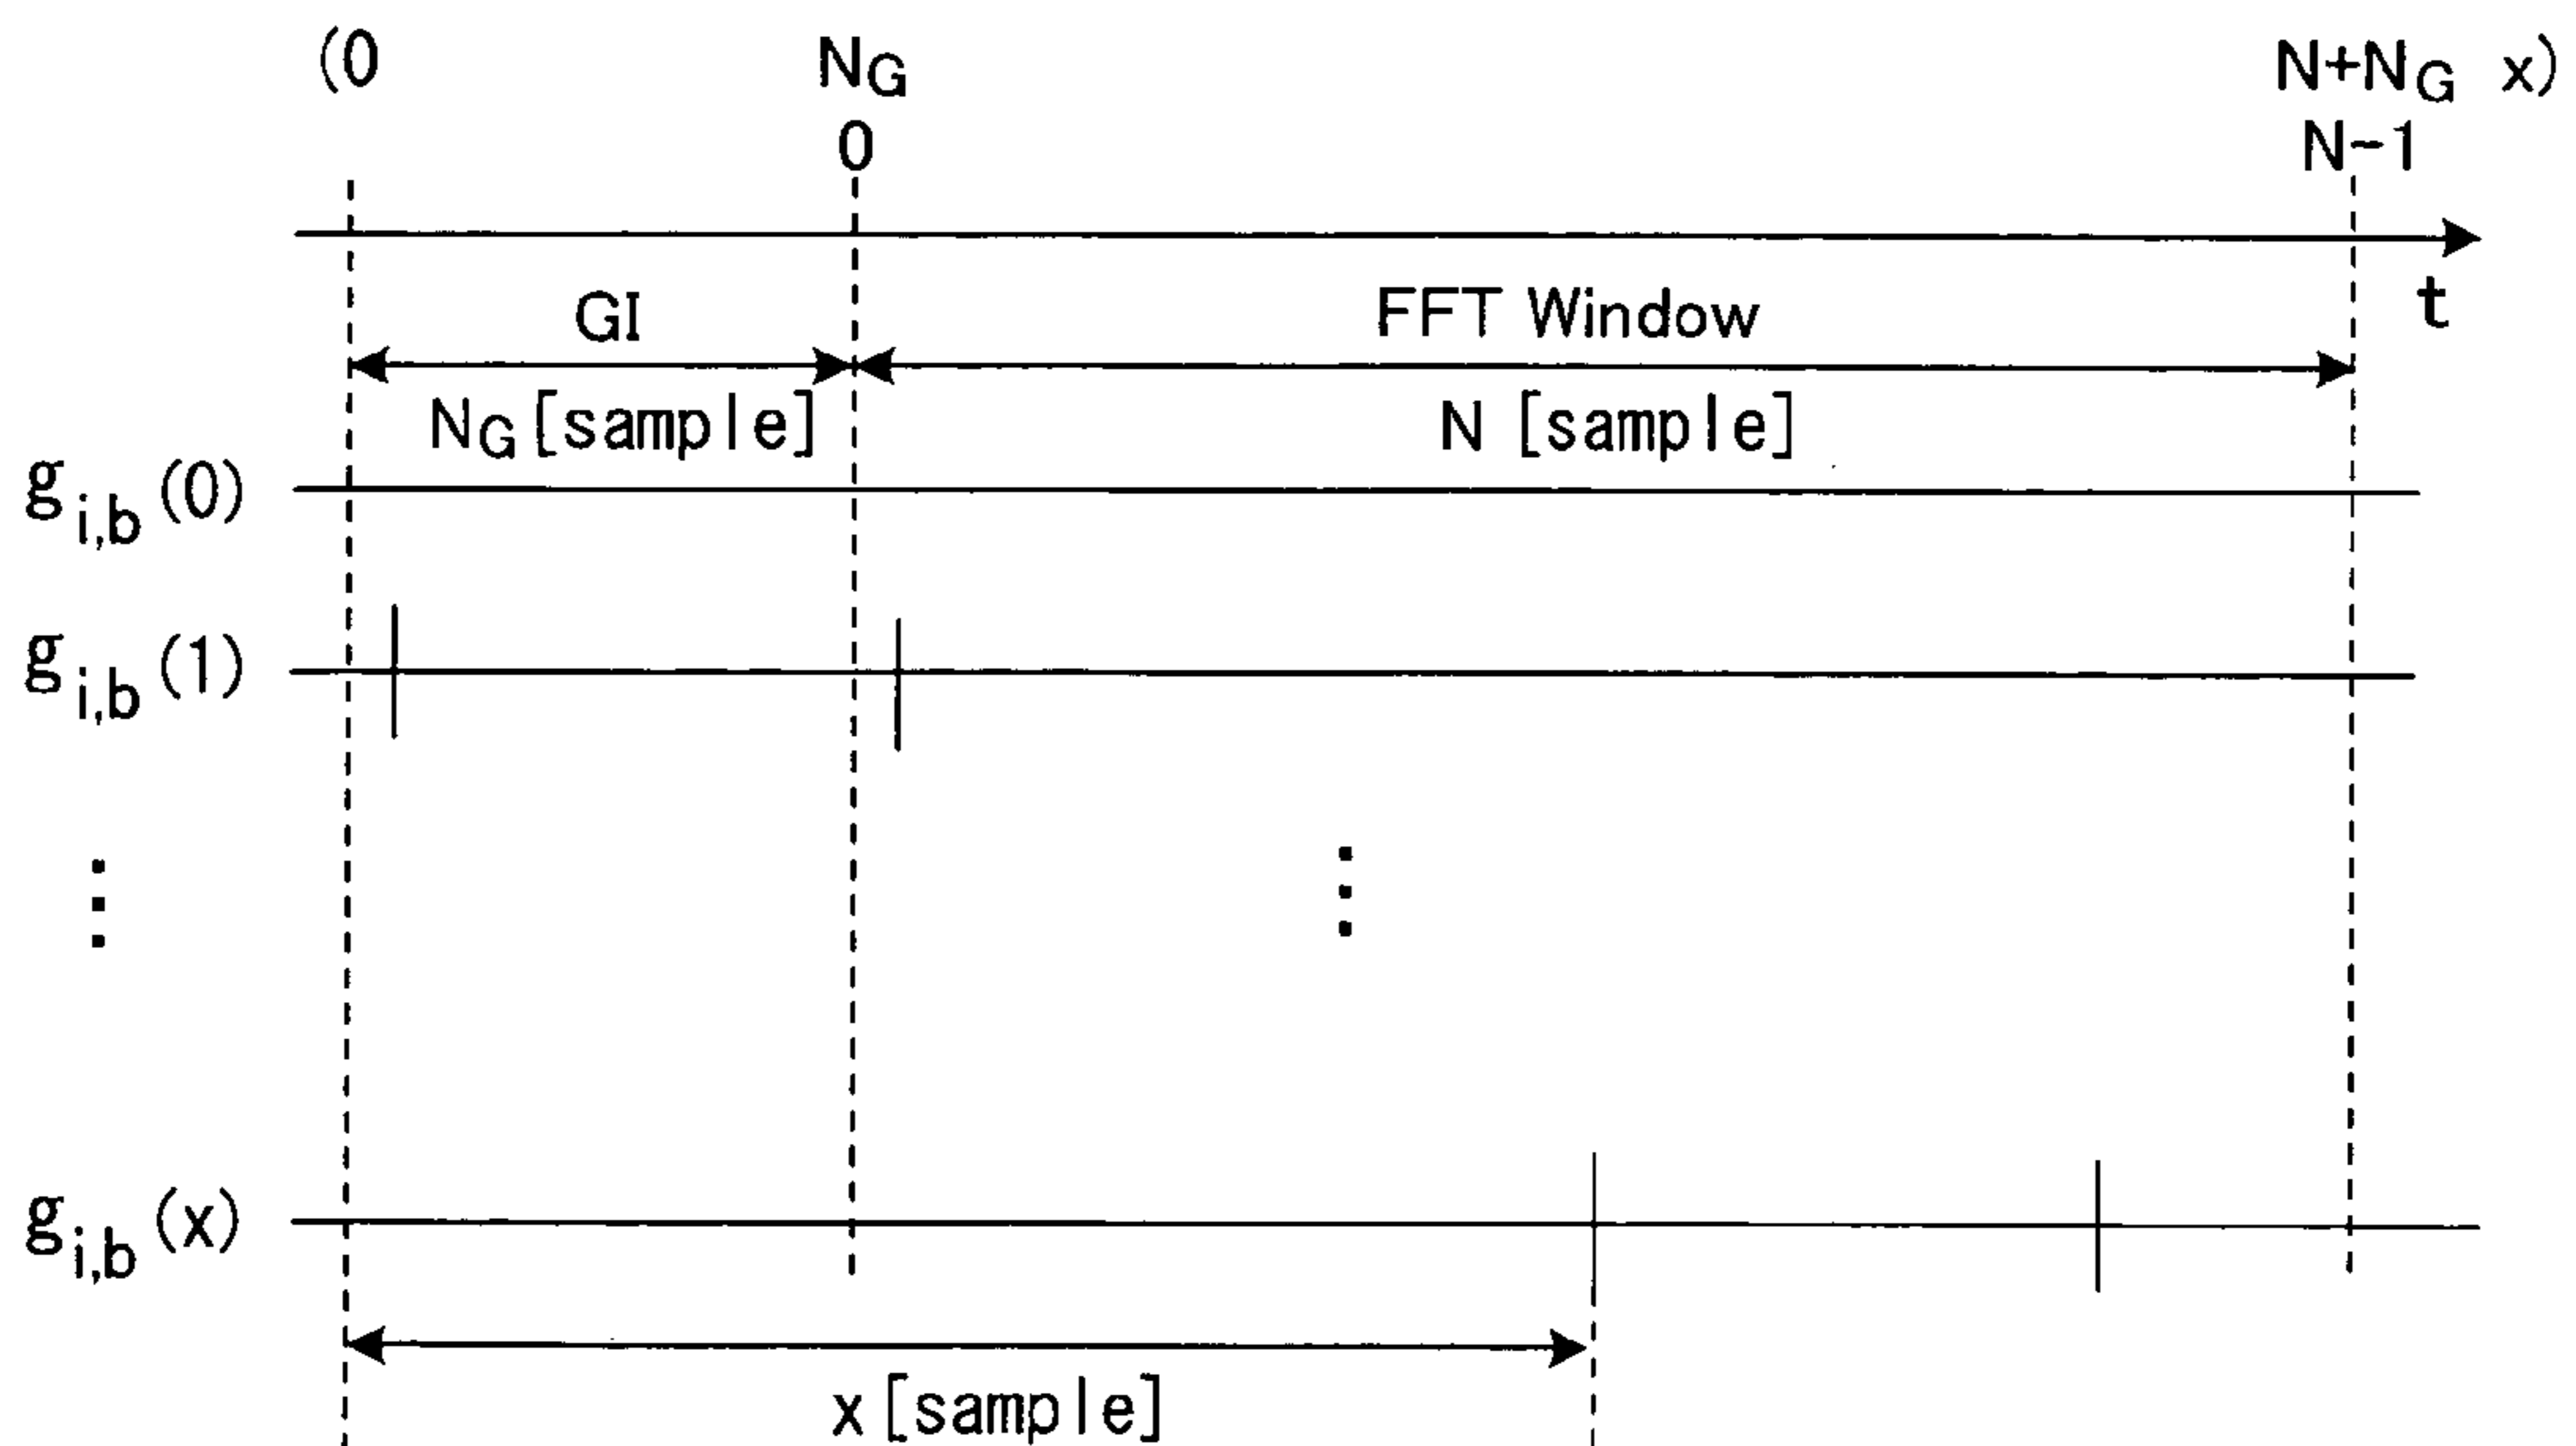 (0 NG N+NG x)
0 N-1
t
GI FFT Window
NG[sample] N [sample]
gi,b(0)
gi,b(1)
gi,b(x)
x[sample]